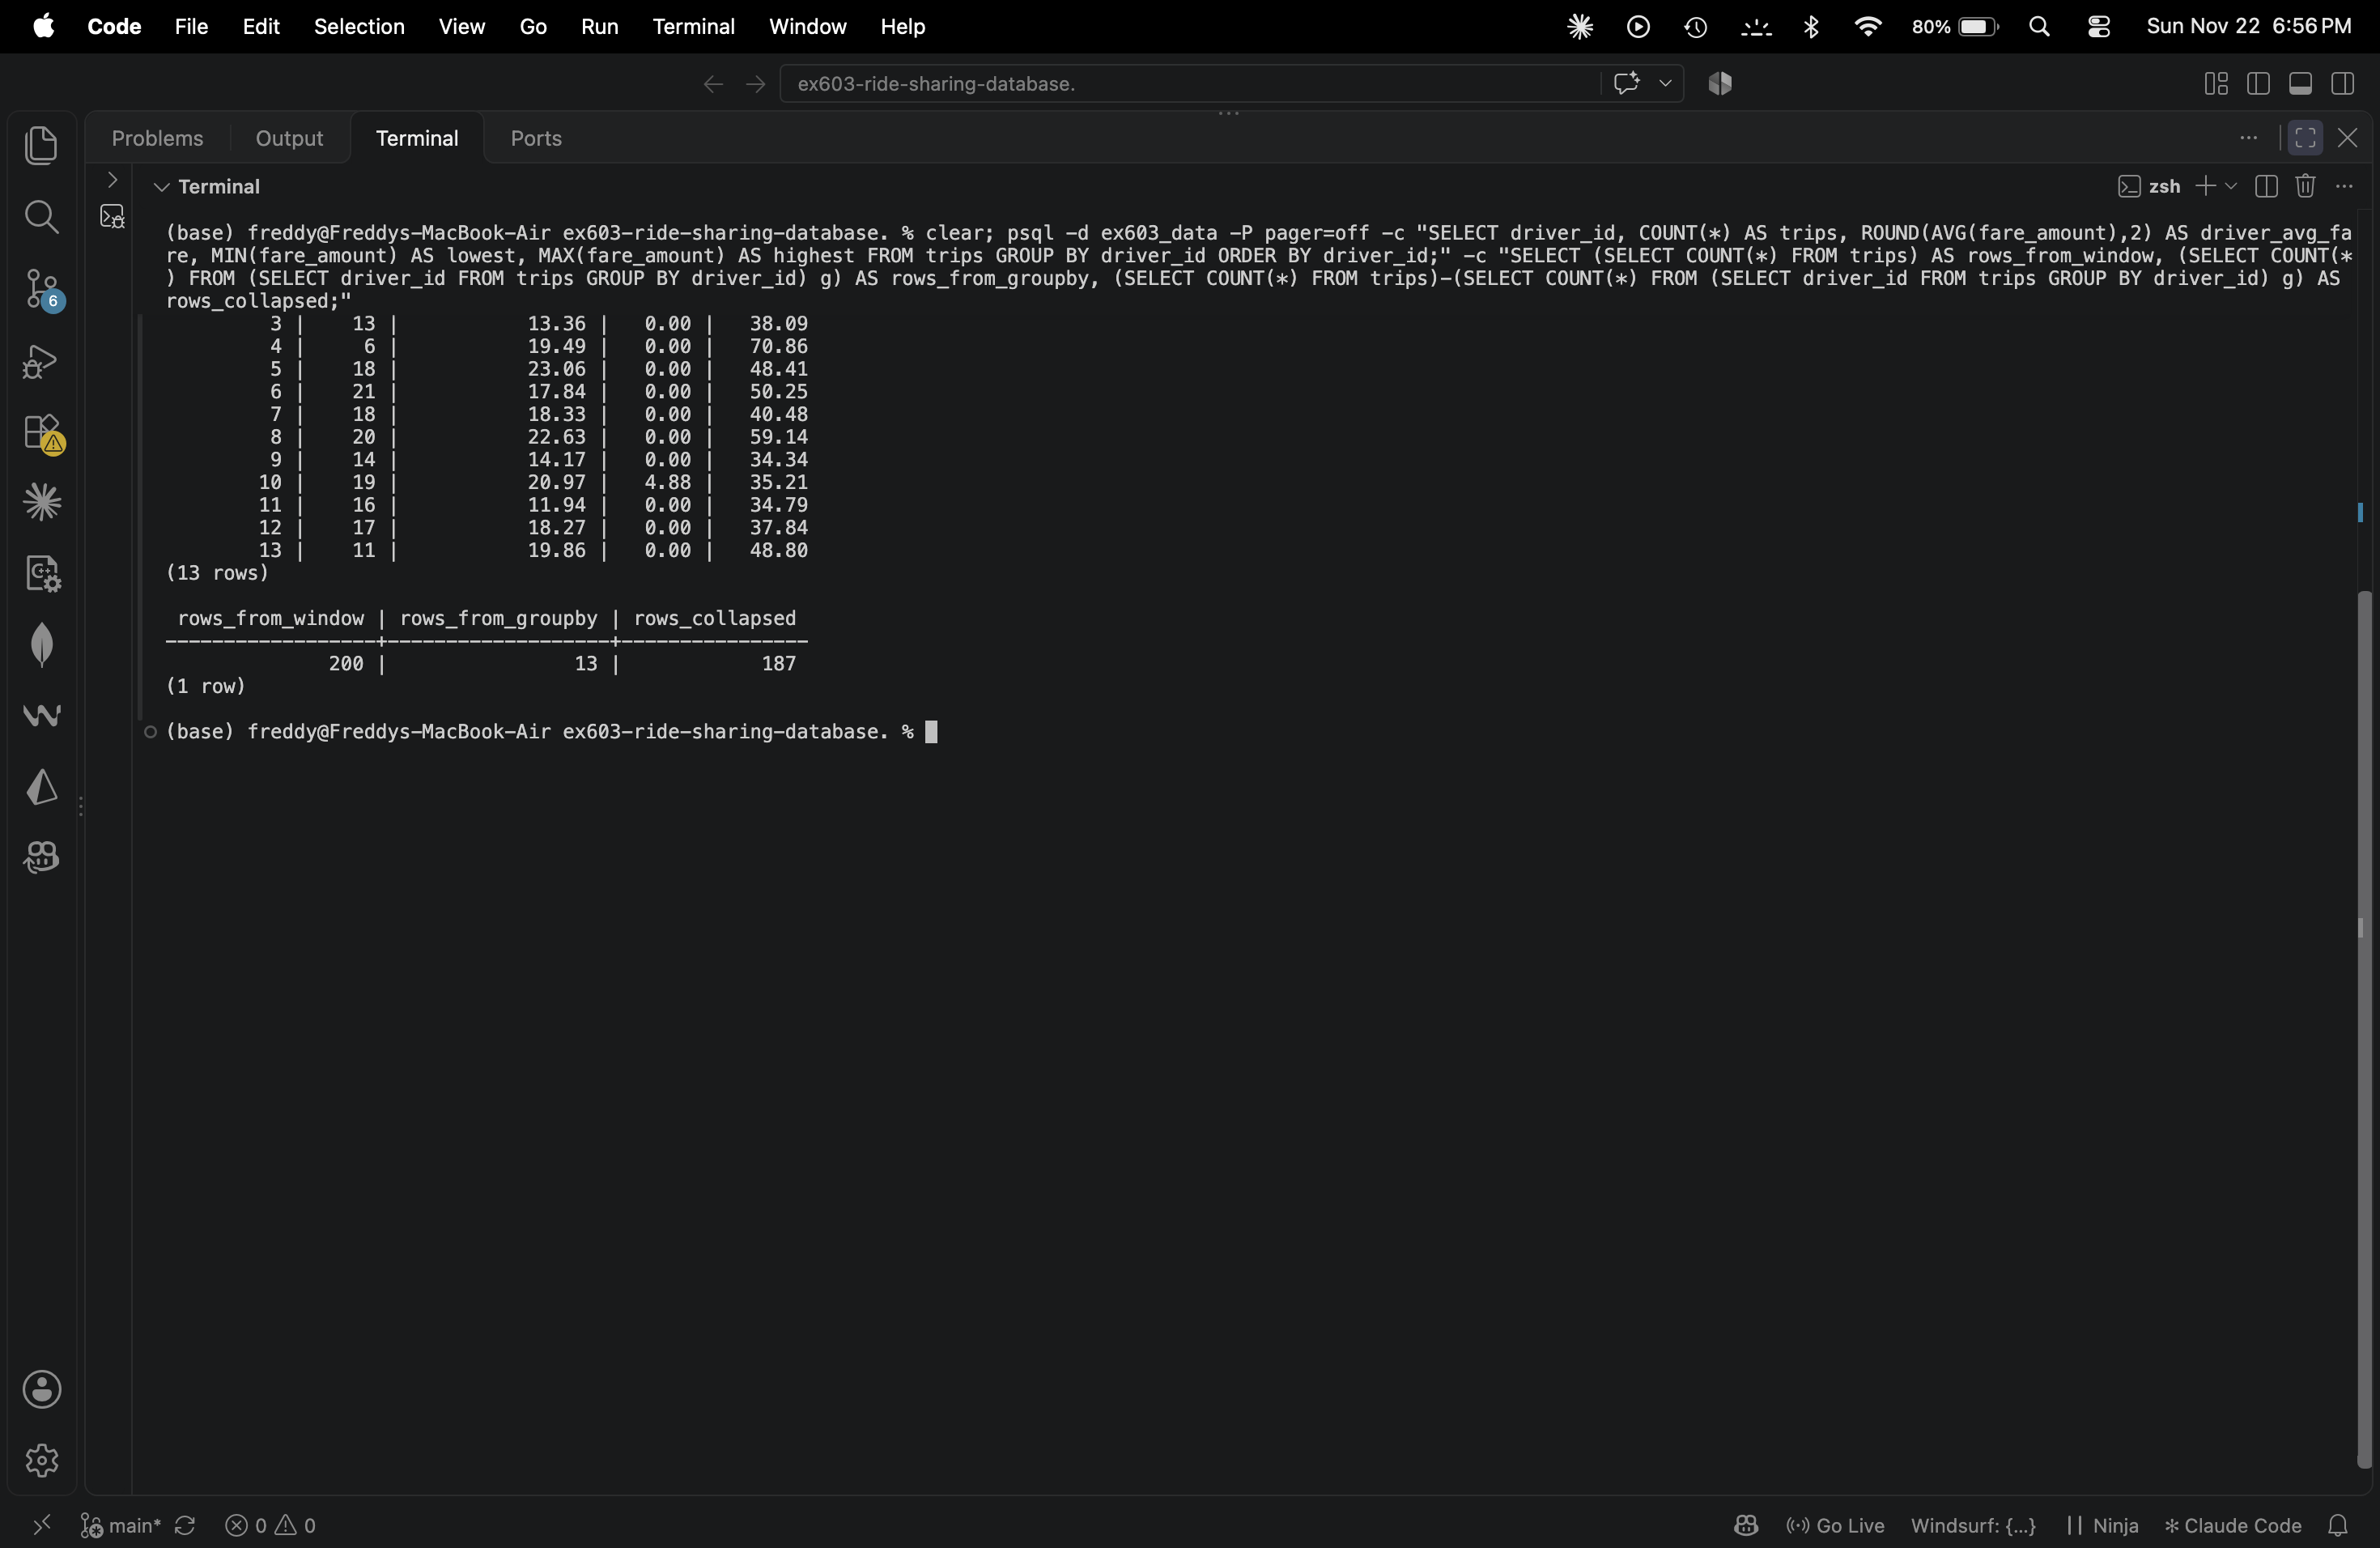 Code File Edit Selection View Go Run Terminal Window Help 80% Sun Nov 22 6:56 PM
ex603-ride-sharing-database.
Problems Output Terminal Ports
Terminal zsh
(base) freddy@Freddys-MacBook-Air ex603-ride-sharing-database. % clear; psql -d ex603_data -P pager=off -c "SELECT driver_id, COUNT(*) AS trips, ROUND(AVG(fare_amount),2) AS driver_avg_fa
re, MIN(fare_amount) AS lowest, MAX(fare_amount) AS highest FROM trips GROUP BY driver_id ORDER BY driver_id;" -c "SELECT (SELECT COUNT(*) FROM trips) AS rows_from_window, (SELECT COUNT(*
) FROM (SELECT driver_id FROM trips GROUP BY driver_id) g) AS rows_from_groupby, (SELECT COUNT(*) FROM trips)-(SELECT COUNT(*) FROM (SELECT driver_id FROM trips GROUP BY driver_id) g) AS
rows_collapsed;"
3 | 13 | 13.36 | 0.00 | 38.09
4 | 6 | 19.49 | 0.00 | 70.86
5 | 18 | 23.06 | 0.00 | 48.41
6 | 21 | 17.84 | 0.00 | 50.25
7 | 18 | 18.33 | 0.00 | 40.48
8 | 20 | 22.63 | 0.00 | 59.14
9 | 14 | 14.17 | 0.00 | 34.34
10 | 19 | 20.97 | 4.88 | 35.21
11 | 16 | 11.94 | 0.00 | 34.79
12 | 17 | 18.27 | 0.00 | 37.84
13 | 11 | 19.86 | 0.00 | 48.80
(13 rows)
rows_from_window | rows_from_groupby | rows_collapsed
------------------+-------------------+----------------
200 | 13 | 187
(1 row)
(base) freddy@Freddys-MacBook-Air ex603-ride-sharing-database. %
6
main* 0 0 Go Live Windsurf: {...} Ninja Claude Code